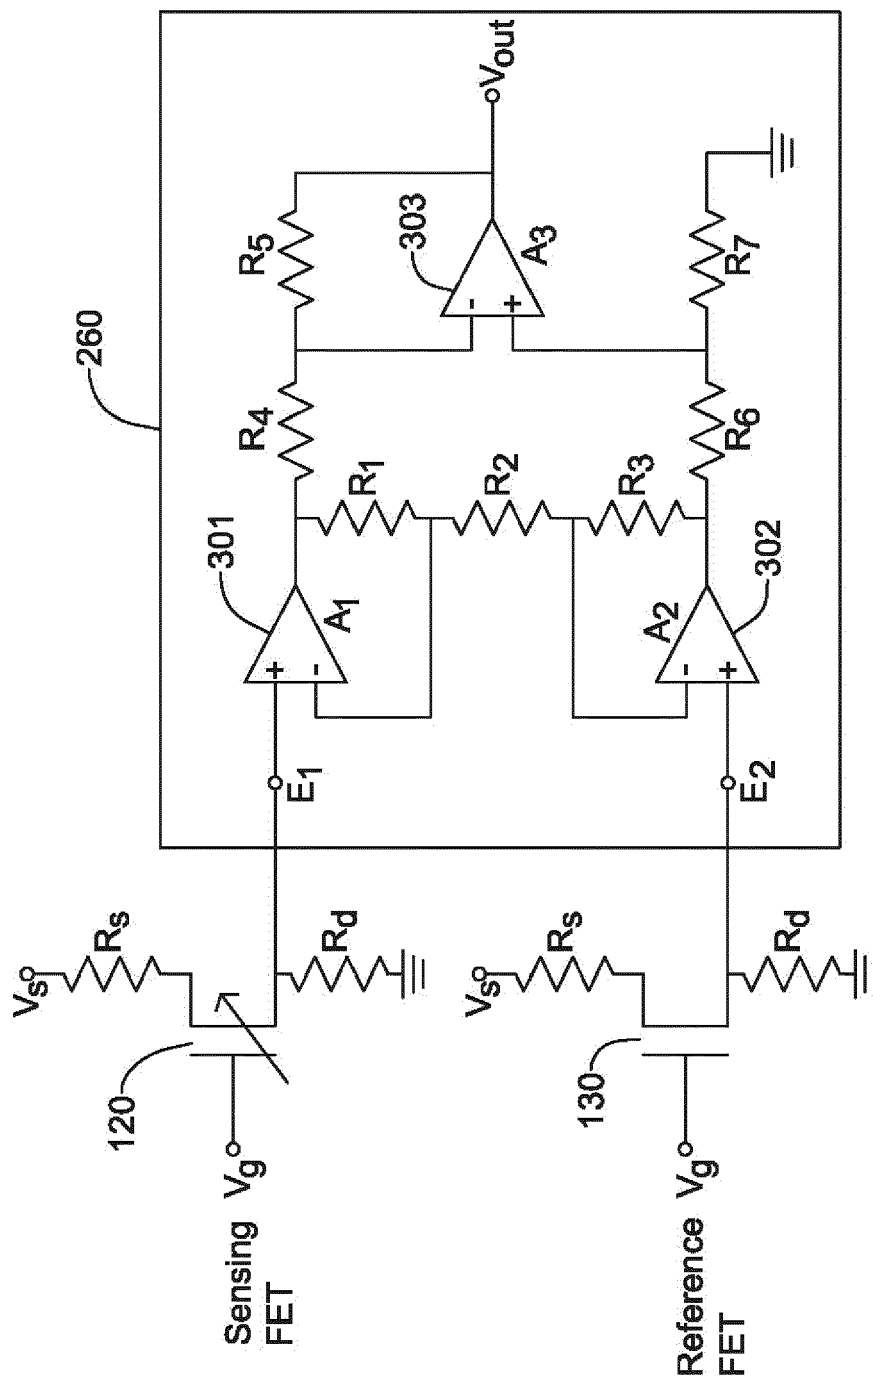 260
Sensing
FET
Vg
120
Vs
Rs
Rd
E1
+
-
A1
301
R1
R2
R3
R4
R5
303
-
+
A3
Vout
Reference
FET
Vg
130
Vs
Rs
Rd
E2
-
+
A2
302
R6
R7